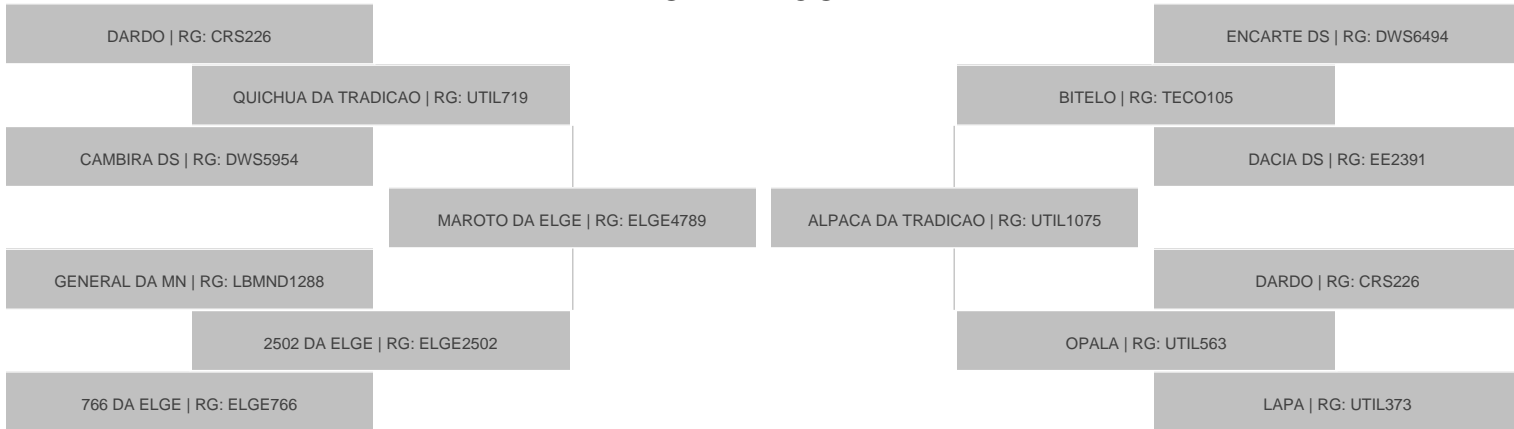 DARDO | RG: CRS226
ENCARTE DS | RG: DWS6494
QUICHUA DA TRADICAO | RG: UTIL719
BITELO | RG: TECO105
CAMBIRA DS | RG: DWS5954
DACIA DS | RG: EE2391
MAROTO DA ELGE | RG: ELGE4789
ALPACA DA TRADICAO | RG: UTIL1075
GENERAL DA MN | RG: LBMND1288
DARDO | RG: CRS226
2502 DA ELGE | RG: ELGE2502
OPALA | RG: UTIL563
766 DA ELGE | RG: ELGE766
LAPA | RG: UTIL373